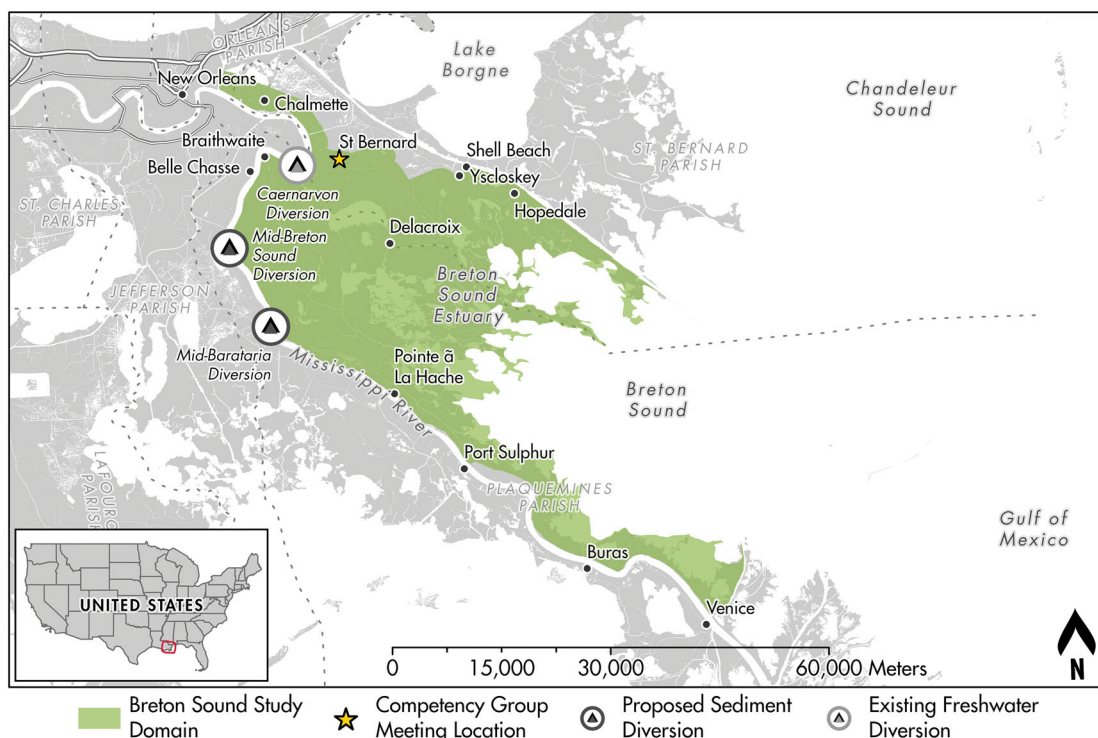 ORLEANS
PARISH
Lake
Borgne
New Orleans
Chalmette
Chandeleur
Sound
Braithwaite
St Bernard
Shell Beach
ST. BERNARD
PARISH
Belle Chasse
Yscloskey
Caernarvon
Diversion
Hopedale
ST. CHARLES
PARISH
Delacroix
Mid-Breton
Sound
Diversion
Breton
Sound
Estuary
JEFFERSON
PARISH
Mid-Barataria
Diversion
Mississippi River
Pointe ã
La Hache
Breton
Sound
Port Sulphur
LAFOURCHE
PARISH
PLAQUEMINES
PARISH
Gulf of
Mexico
Buras
UNITED STATES
Venice
0 15,000 30,000 60,000 Meters
N
Breton Sound Study
Domain
Competency Group
Meeting Location
Proposed Sediment
Diversion
Existing Freshwater
Diversion